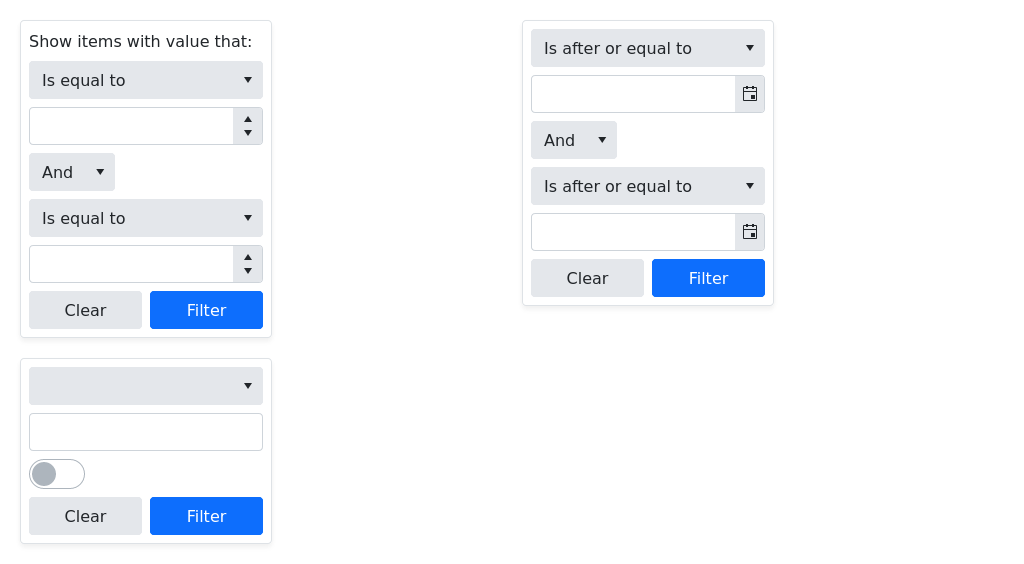 Show items with value that:
Is equal to
And
Is equal to
Clear
Filter
Is after or equal to
And
Is after or equal to
Clear
Filter
Clear
Filter